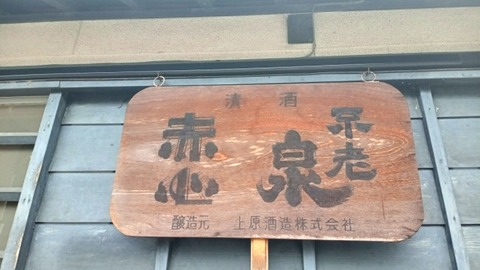 清酒
不老泉
赤心
醸造元 上原酒造株式会社